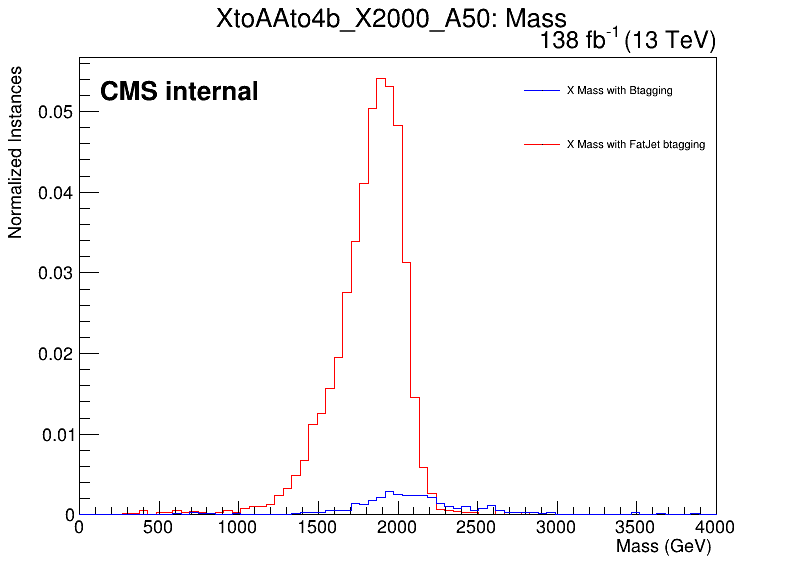 XtoAAto4b_X2000_A50: Mass
138 fb⁻¹ (13 TeV)
CMS internal
X Mass with Btagging
X Mass with FatJet btagging
Normalized Instances
0.05
0.04
0.03
0.02
0.01
0
0 500 1000 1500 2000 2500 3000 3500 4000
Mass (GeV)